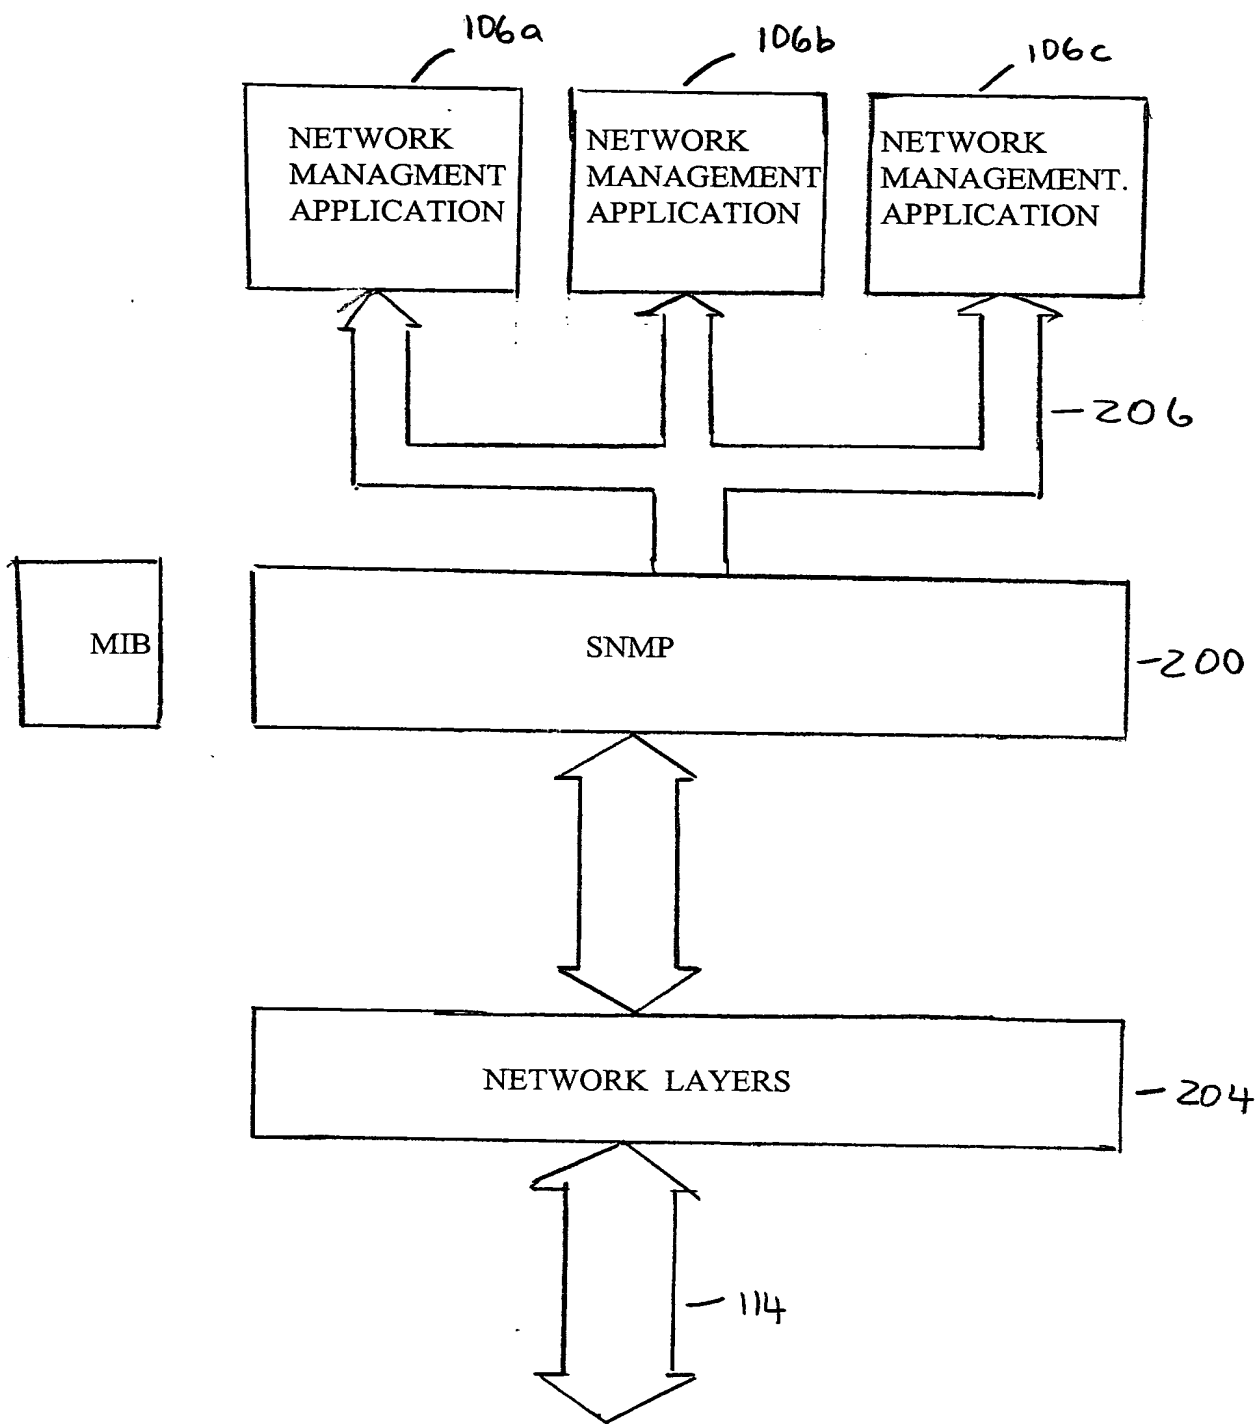 106a
106b
106c
NETWORK
MANAGMENT
APPLICATION
NETWORK
MANAGEMENT
APPLICATION
NETWORK
MANAGEMENT.
APPLICATION
206
MIB
SNMP
200
NETWORK LAYERS
204
114